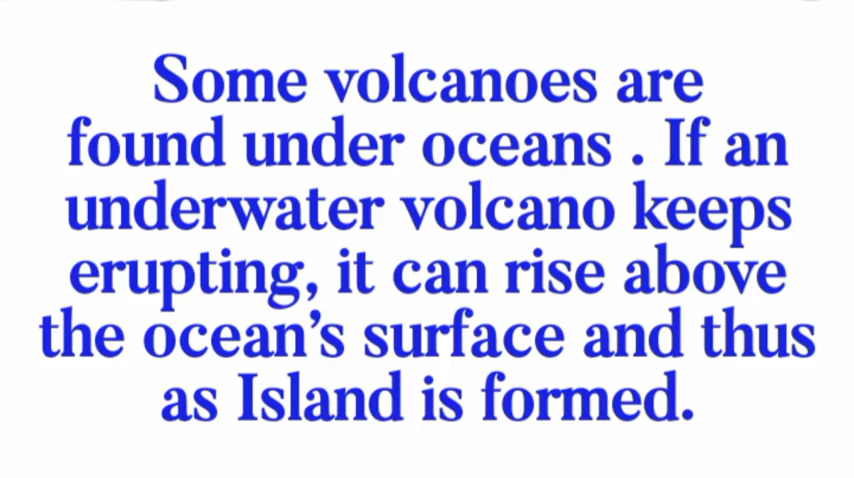 Some volcanoes are
found under oceans . If an
underwater volcano keeps
erupting, it can rise above
the ocean’s surface and thus
as Island is formed.